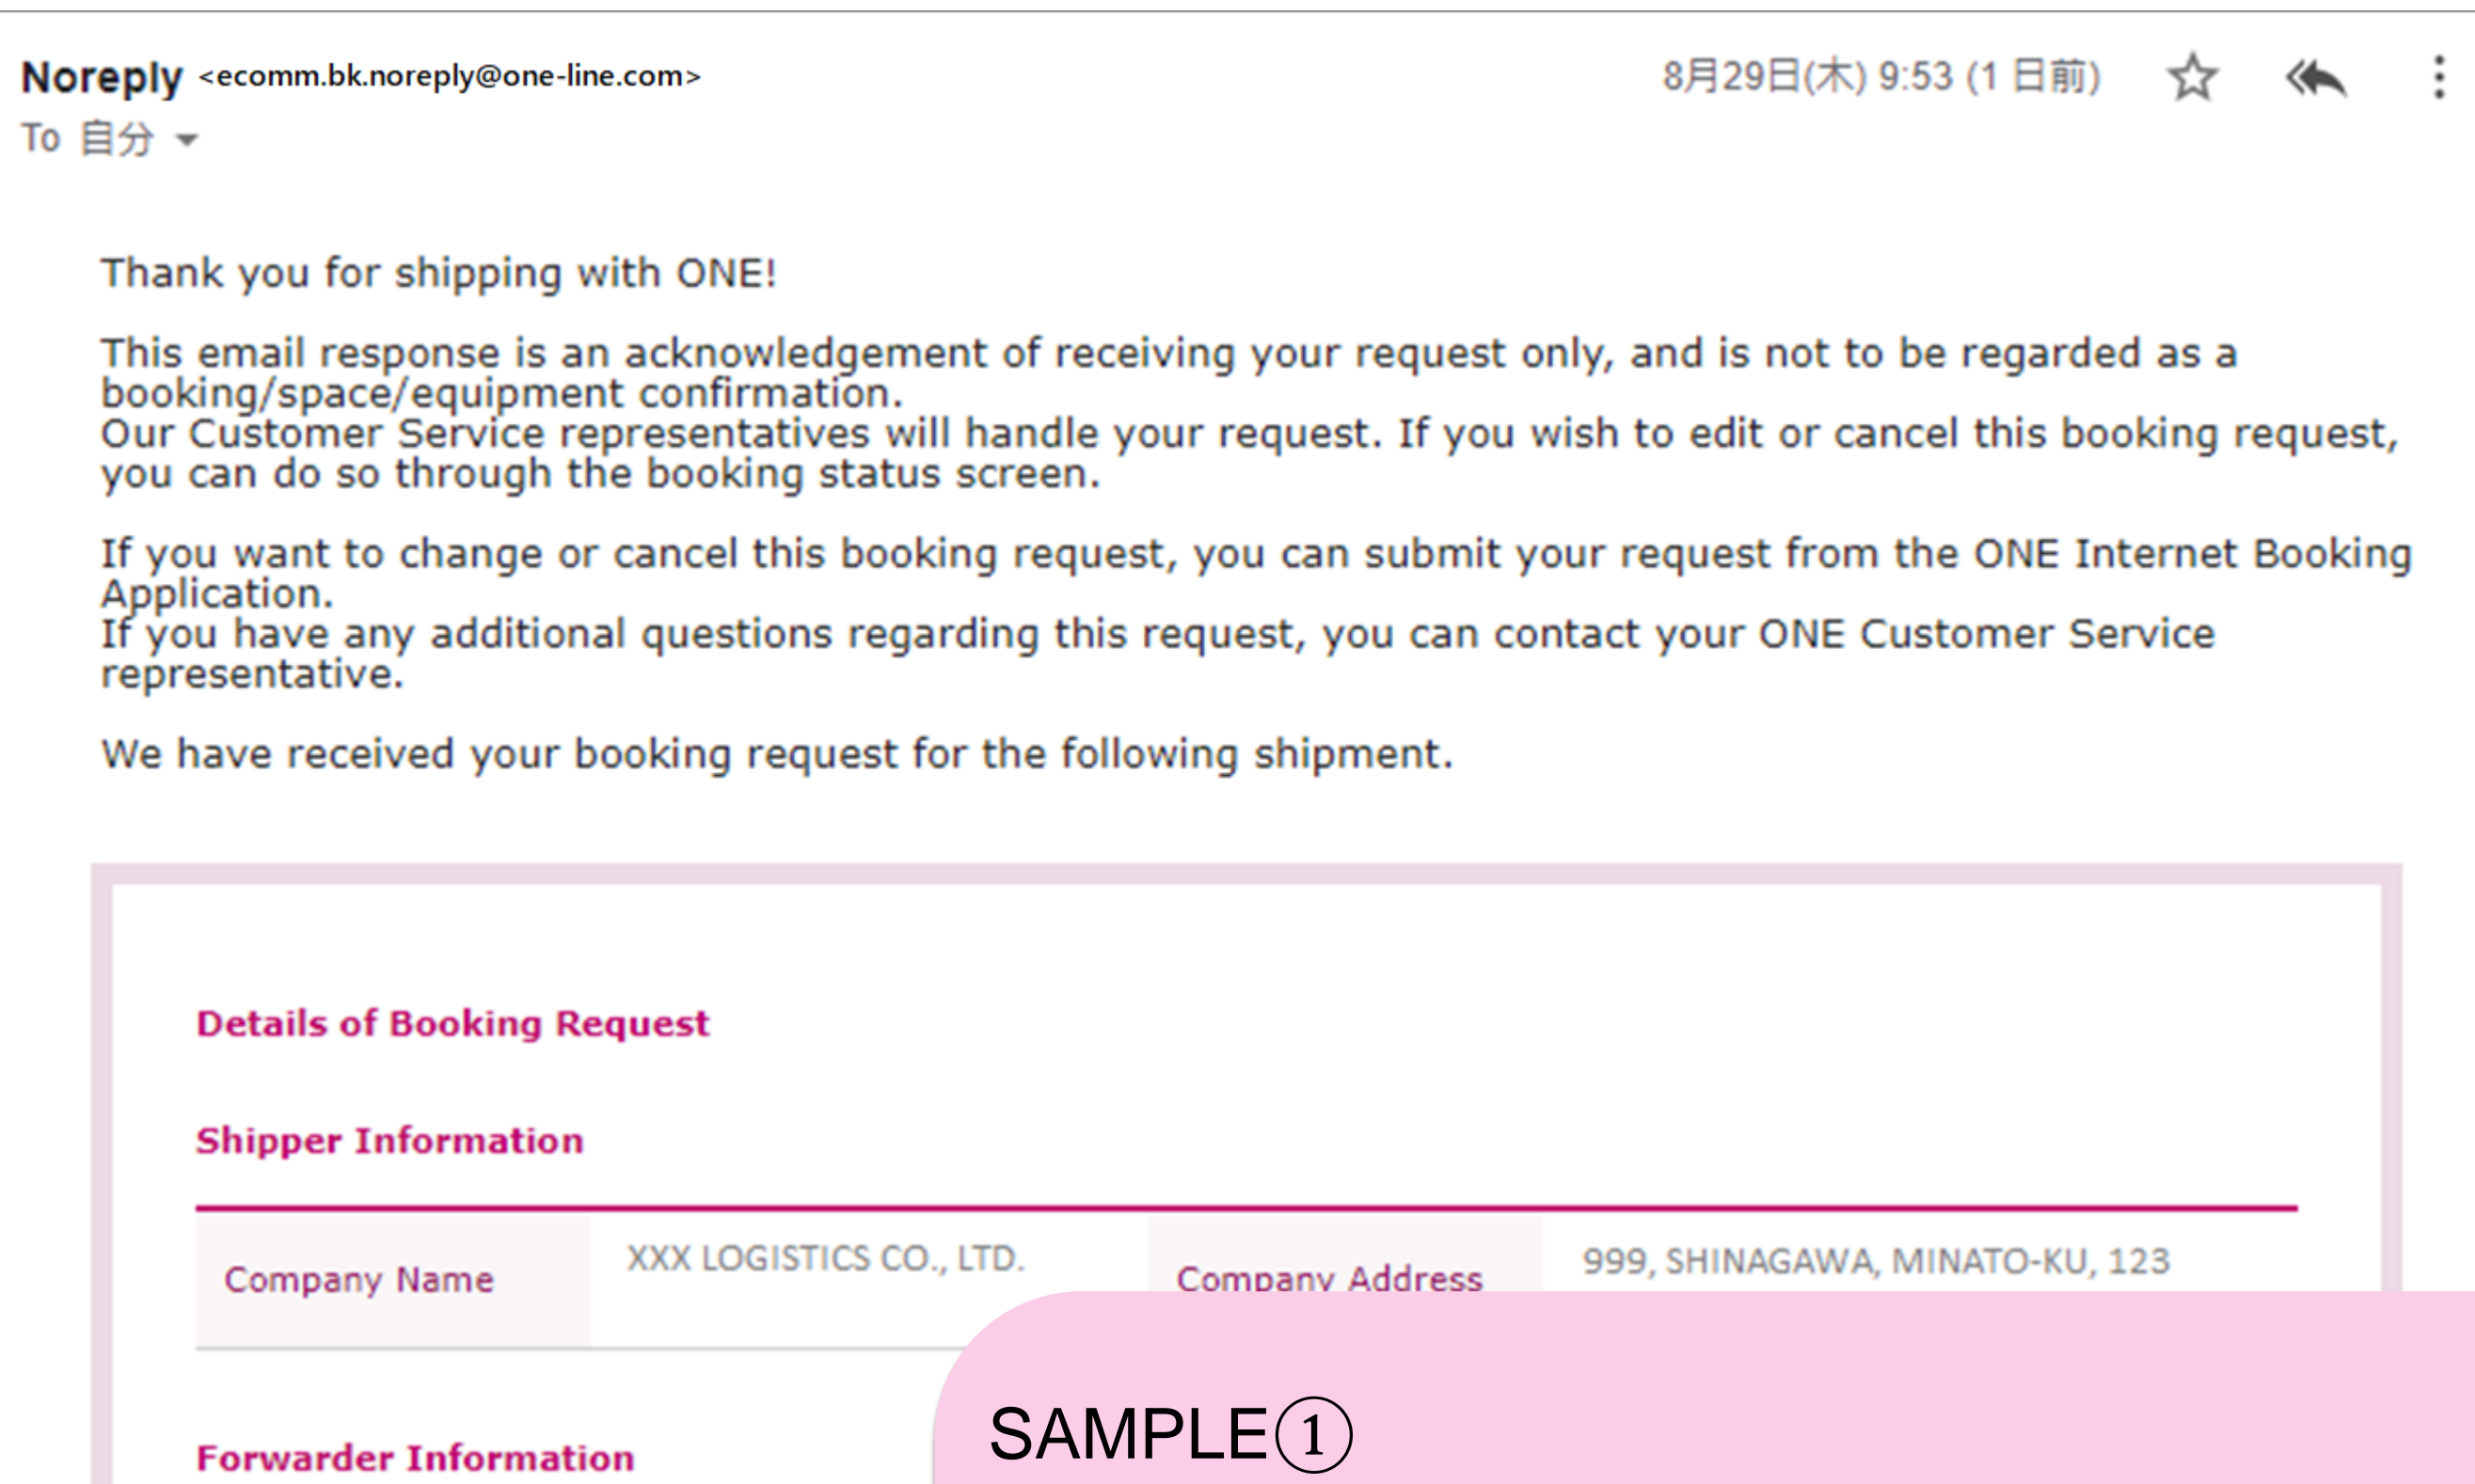 Noreply <ecomm.bk.noreply@one-line.com> 8月29日(木) 9:53 (1 日前)
To 自分
Thank you for shipping with ONE!
This email response is an acknowledgement of receiving your request only, and is not to be regarded as a
booking/space/equipment confirmation.
Our Customer Service representatives will handle your request. If you wish to edit or cancel this booking request,
you can do so through the booking status screen.
If you want to change or cancel this booking request, you can submit your request from the ONE Internet Booking
Application.
If you have any additional questions regarding this request, you can contact your ONE Customer Service
representative.
We have received your booking request for the following shipment.
Details of Booking Request
Shipper Information
Company Name XXX LOGISTICS CO., LTD. Company Address 999, SHINAGAWA, MINATO-KU, 123
Forwarder Information
SAMPLE①